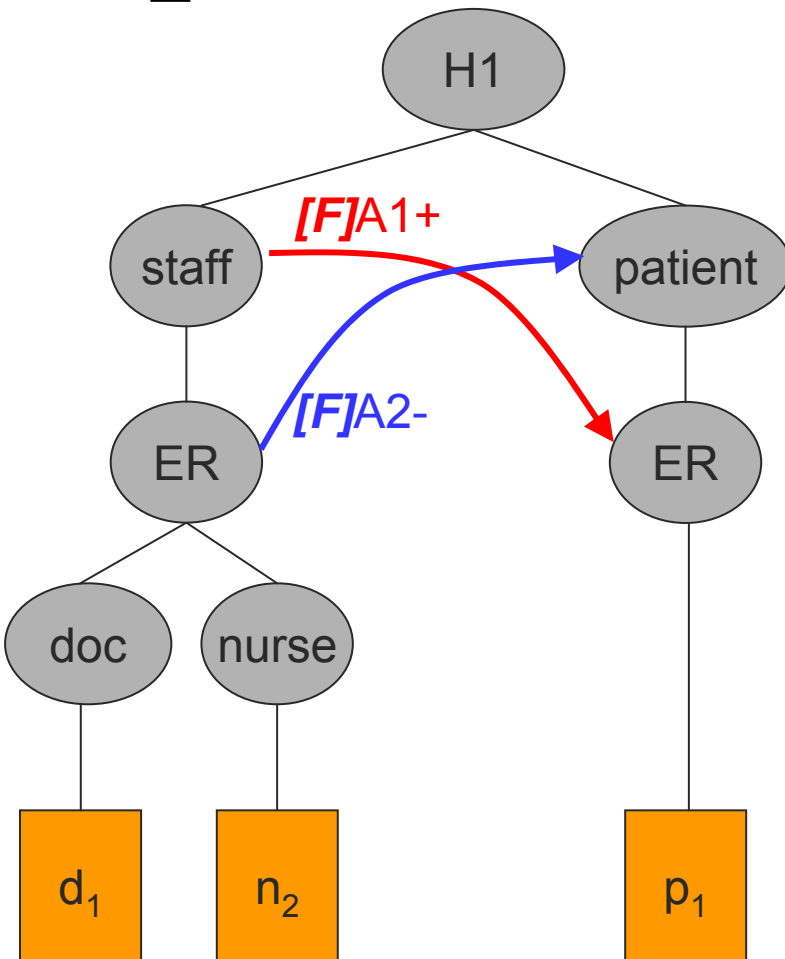 H1
[F]A1+
staff
patient
[F]A2-
ER
ER
doc
nurse
d₁
n₂
p₁